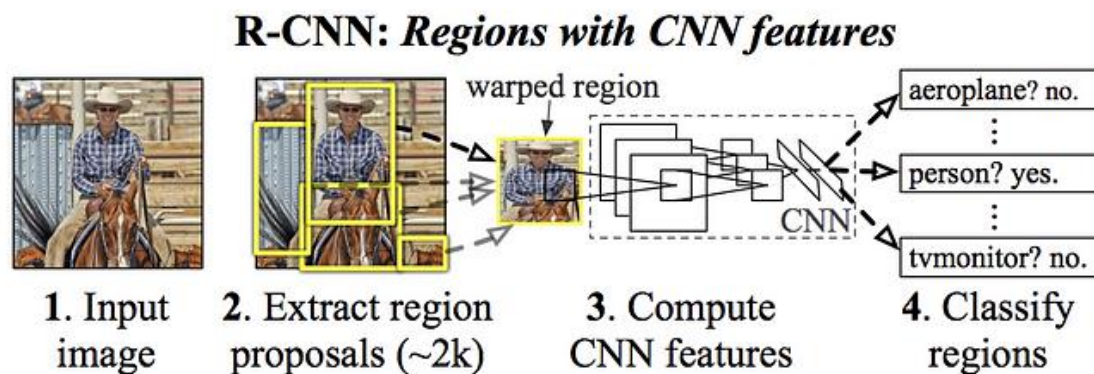 R-CNN: Regions with CNN features
warped region
aeroplane? no.
person? yes.
CNN
tvmonitor? no.
1. Input
image
2. Extract region
proposals (~2k)
3. Compute
CNN features
4. Classify
regions